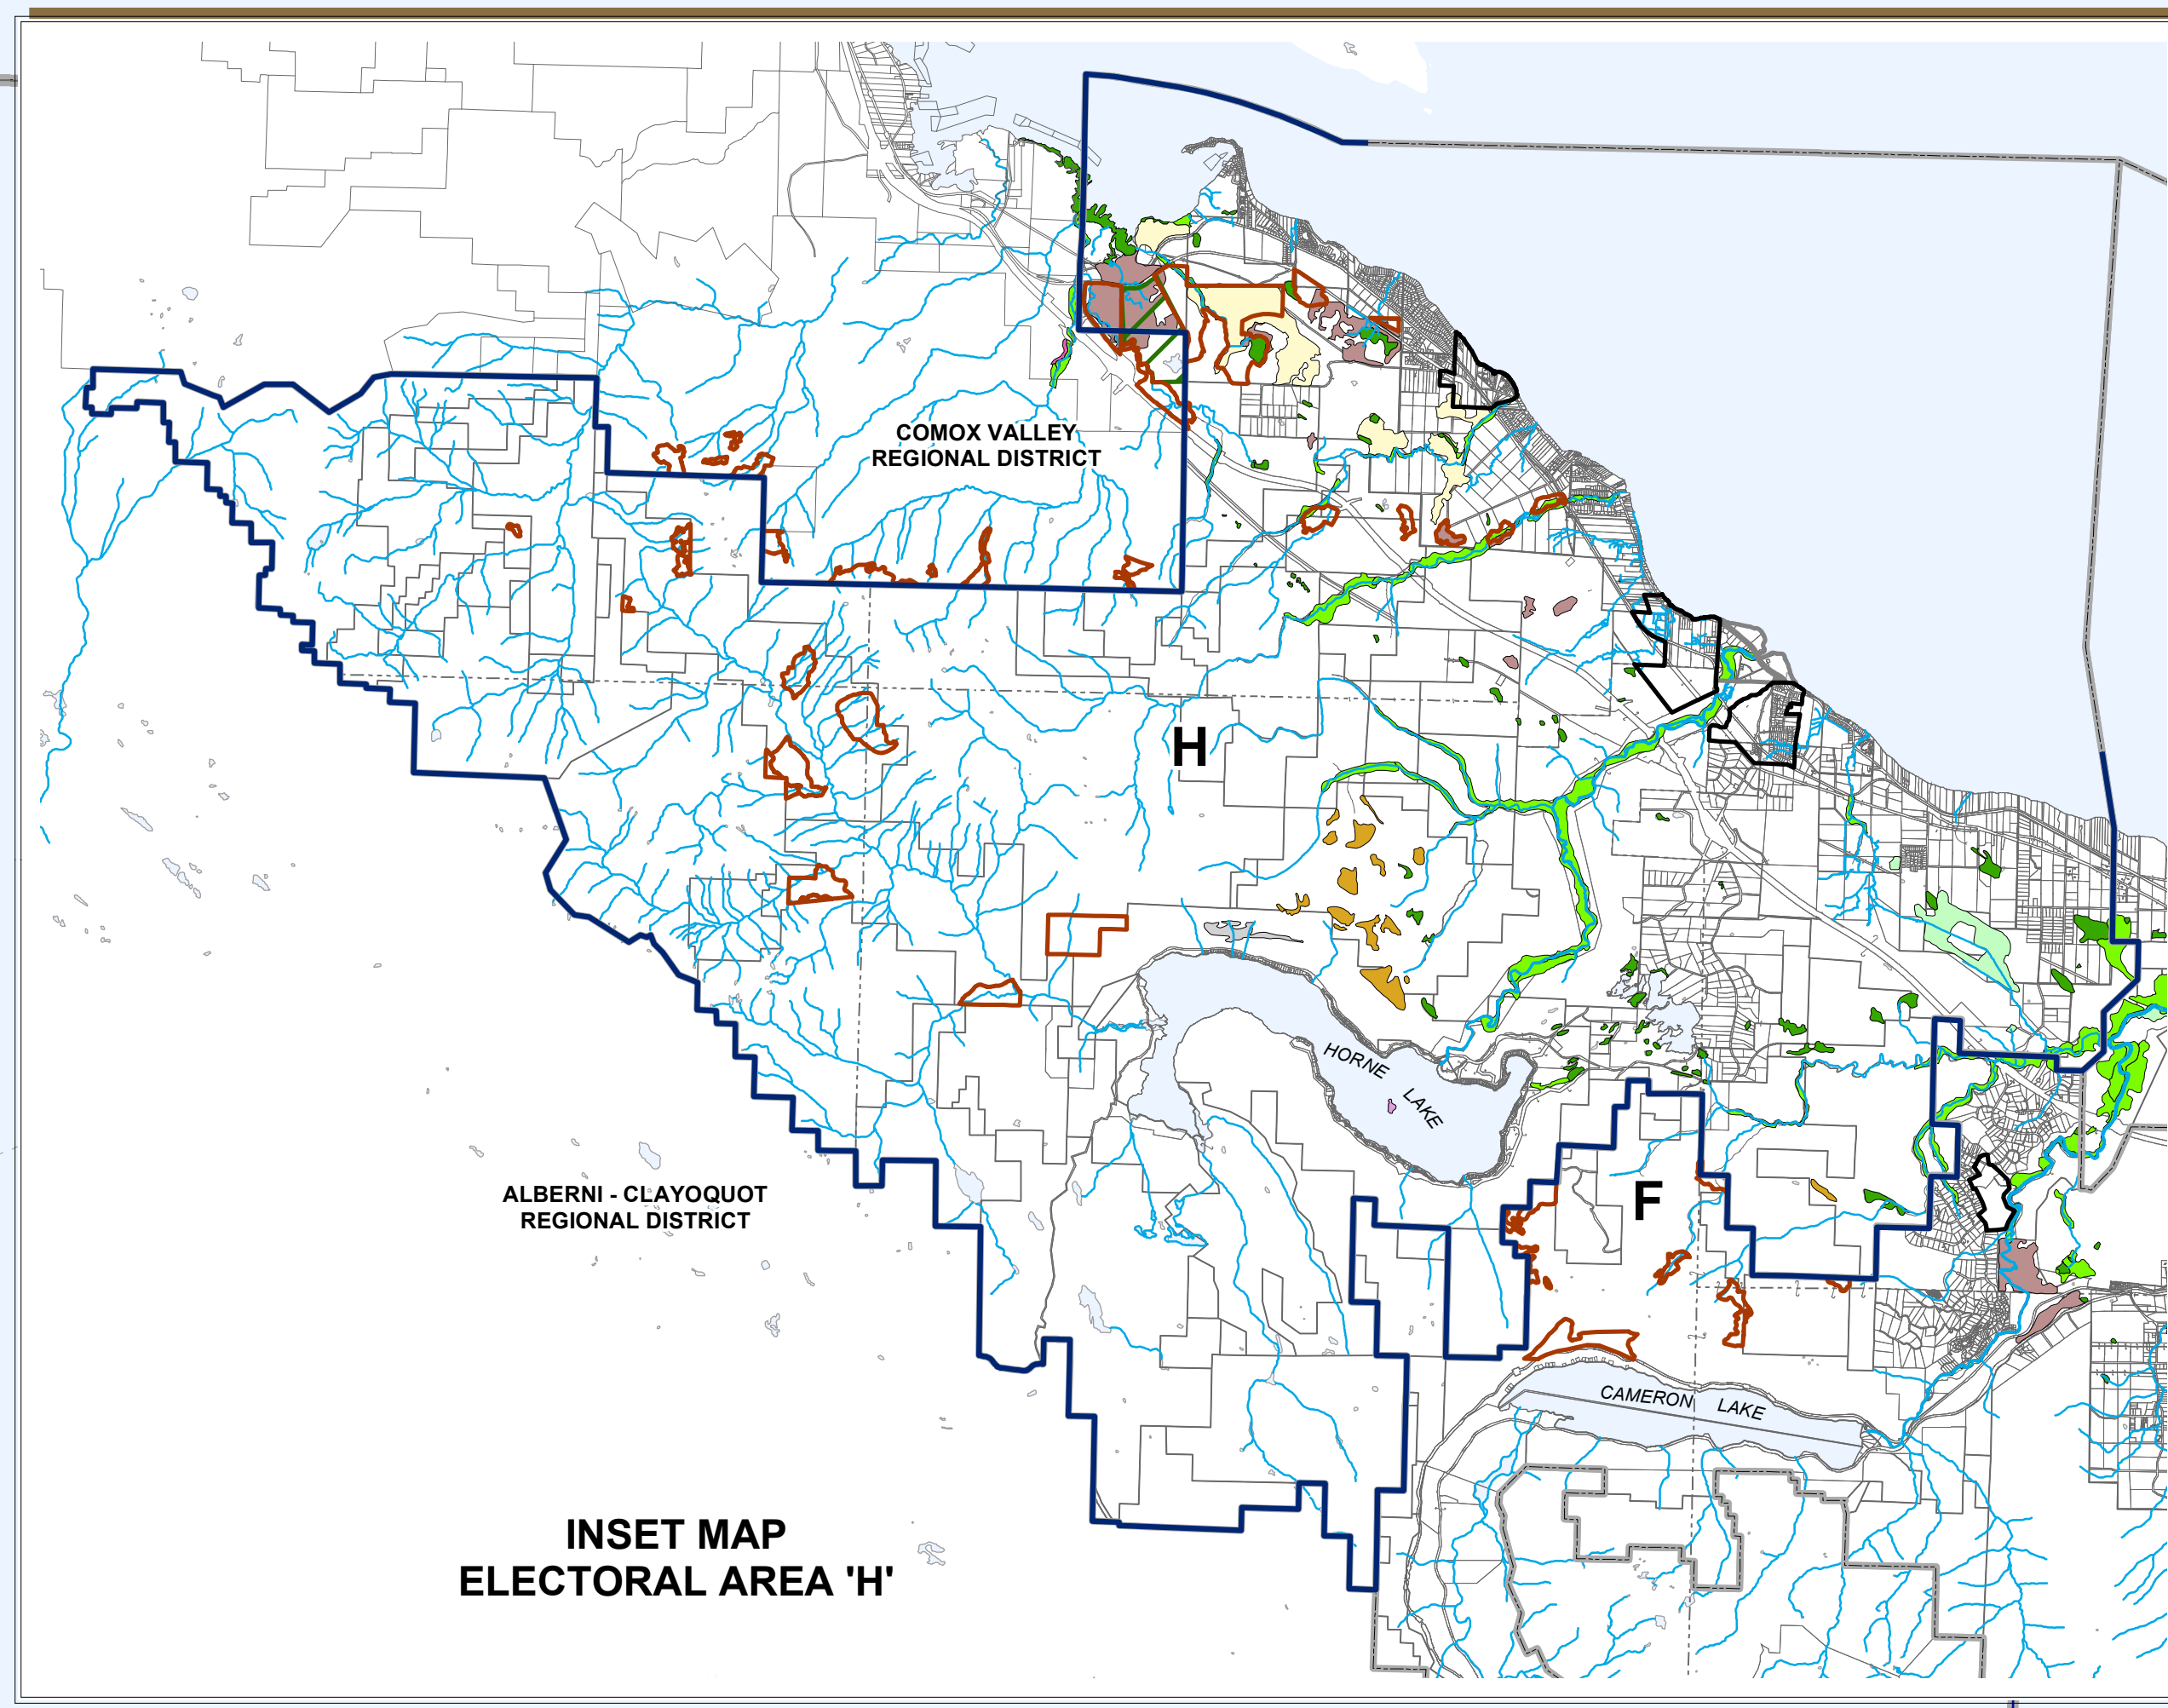 COMOX VALLEY
REGIONAL DISTRICT
H
HORNE
LAKE
ALBERNI - CLAYOQUOT
REGIONAL DISTRICT
F
CAMERON LAKE
INSET MAP
ELECTORAL AREA 'H'